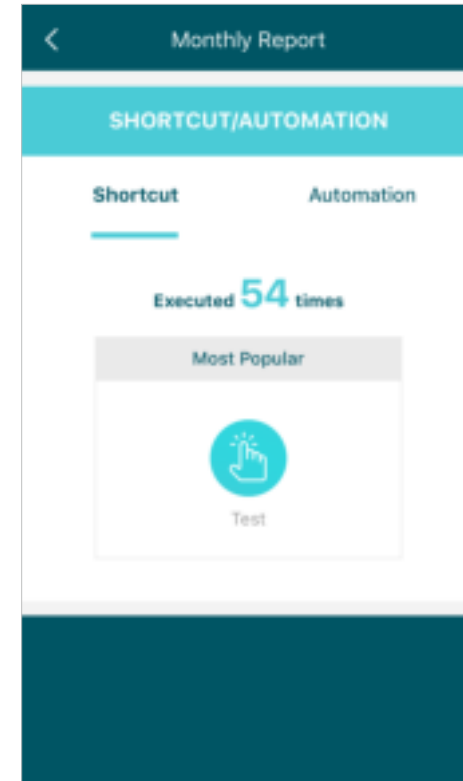 Monthly Report
SHORTCUT/AUTOMATION
Shortcut Automation
Executed 54 times
Most Popular
Test